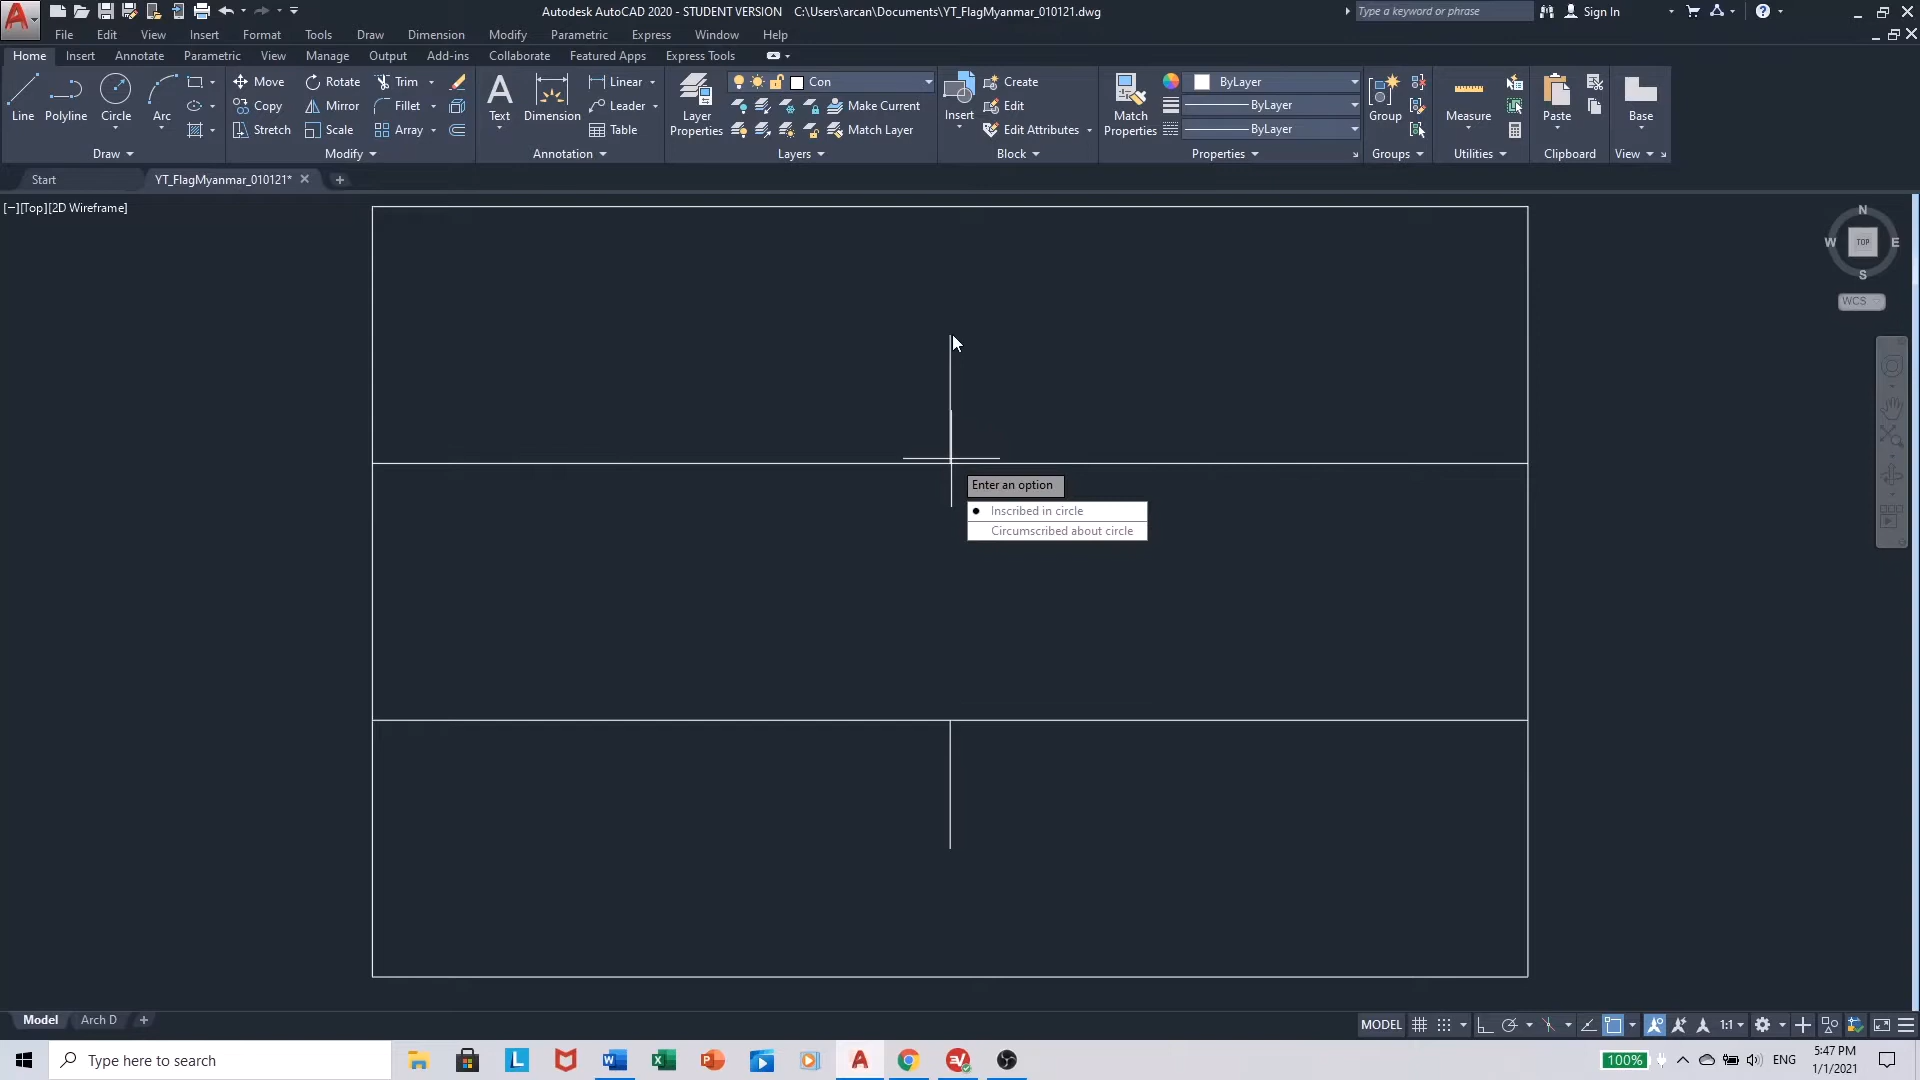 Autodesk AutoCAD 2020 - STUDENT VERSION C:\Users\arcan\Documents\YT_FlagMyanmar_010121.dwg
Type a keyword or phrase
Sign In
File Edit View Insert Format Tools Draw Dimension Modify Parametric Express Window Help
Home Insert Annotate Parametric View Manage Output Add-ins Collaborate Featured Apps Express Tools
Line Polyline Circle Arc
Draw
Move Rotate Trim
Copy Mirror Fillet
Stretch Scale Array
Modify
Text Dimension
Linear
Leader
Table
Annotation
Layer Properties
Con
Make Current
Match Layer
Layers
Insert
Create
Edit
Edit Attributes
Block
Match Properties
ByLayer
ByLayer
ByLayer
Properties
Group
Groups
Measure
Utilities
Paste
Clipboard
Base
View
Start YT_FlagMyanmar_010121*
[−][Top][2D Wireframe]
N
W TOP E
S
WCS
Enter an option
Inscribed in circle
Circumscribed about circle
Model Arch D
MODEL 1:1
Type here to search
100% ENG
5:47 PM
1/1/2021